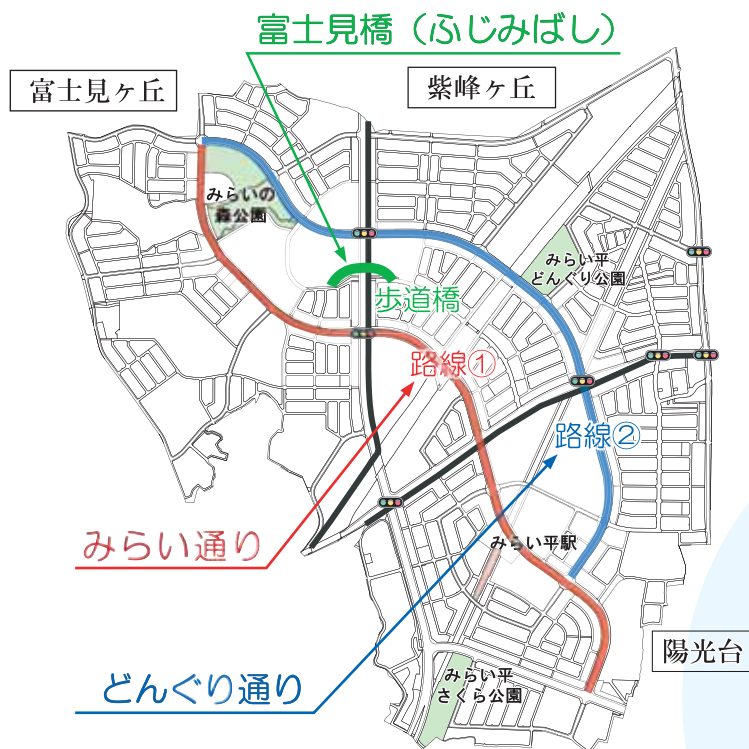 富士見橋（ふじみばし）
富士見ヶ丘
紫峰ヶ丘
みらいの
森公園
みらい平
どんぐり公園
歩道橋
路線①
路線②
みらい通り
みらい平駅
陽光台
みらい平
さくら公園
どんぐり通り